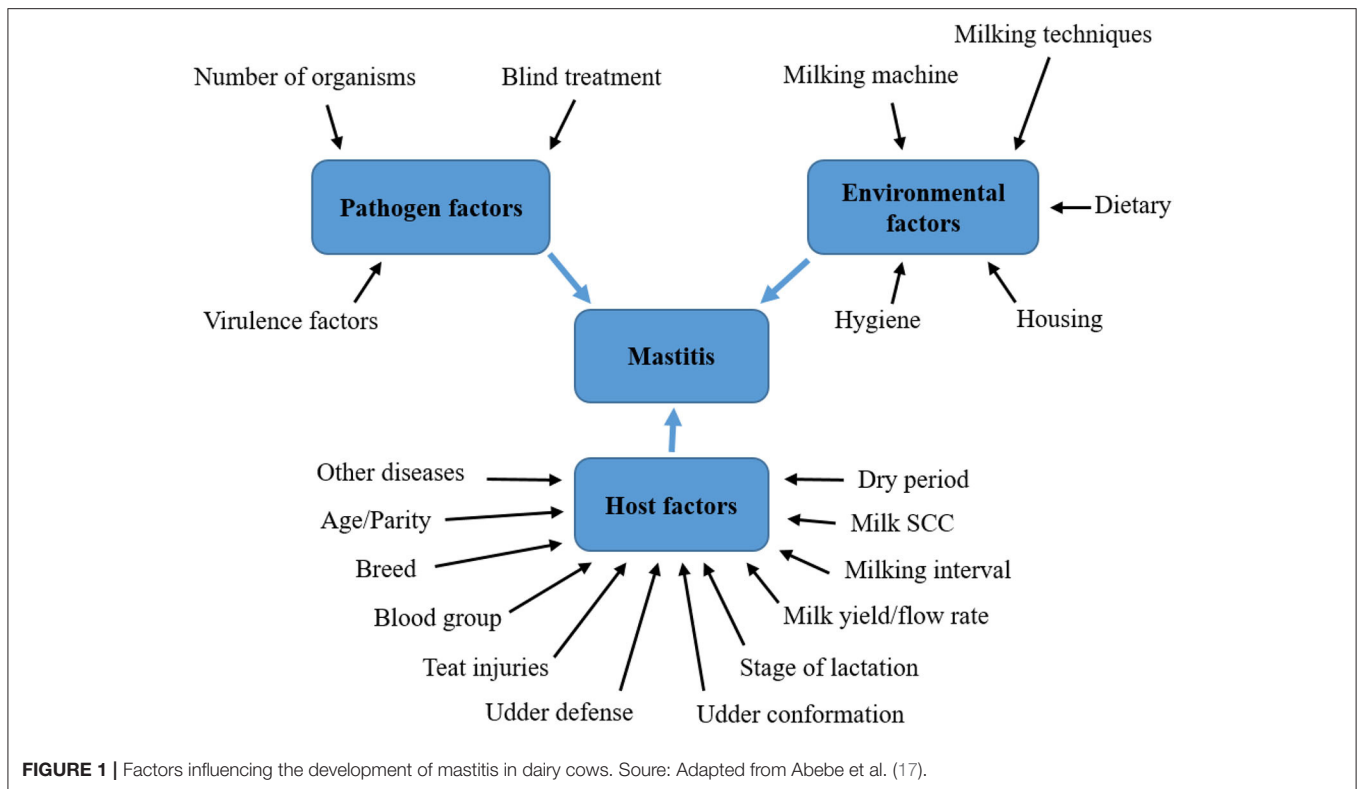 Milking techniques
Number of organisms
Blind treatment
Milking machine
Pathogen factors
Environmental
factors
Dietary
Virulence factors
Hygiene
Housing
Mastitis
Other diseases
Dry period
Host factors
Age/Parity
Milk SCC
Breed
Milking interval
Blood group
Milk yield/flow rate
Teat injuries
Stage of lactation
Udder defense
Udder conformation
FIGURE 1 | Factors influencing the development of mastitis in dairy cows. Soure: Adapted from Abebe et al. (17).